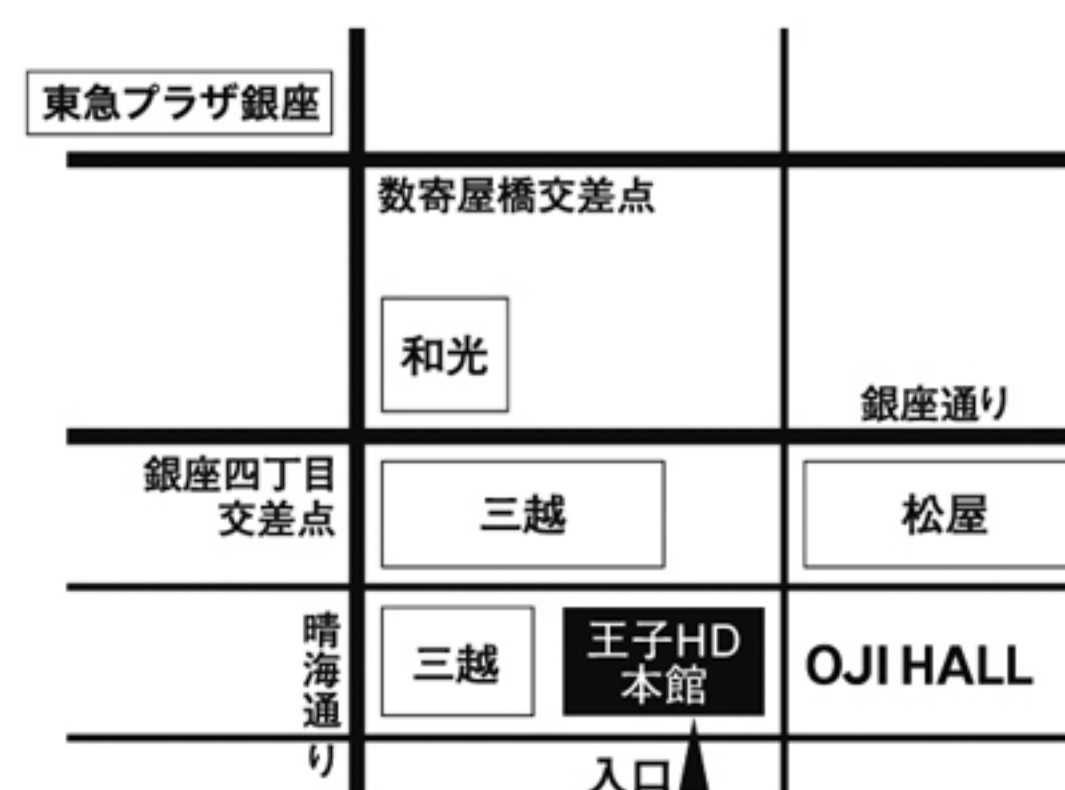 東急プラザ銀座
数寄屋橋交差点
和光
銀座通り
銀座四丁目
交差点
三越
松屋
晴海通り
三越
王子HD
本館
OJI HALL
入口